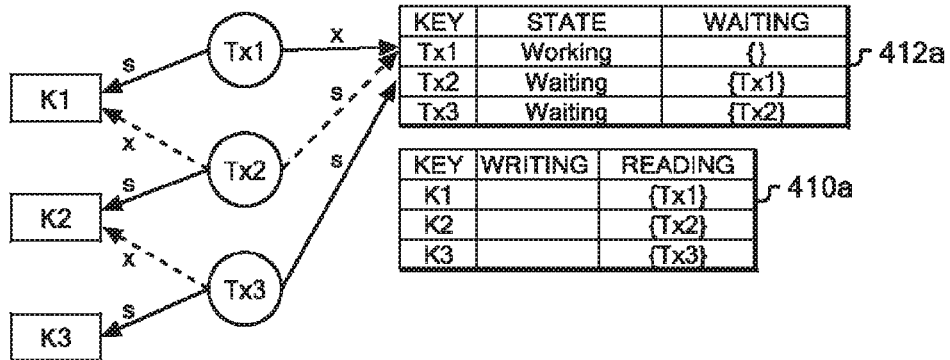 KEY STATE WAITING
Tx1 Working {}
Tx2 Waiting {Tx1}
Tx3 Waiting {Tx2}
412a
KEY WRITING READING
K1 {Tx1}
K2 {Tx2}
K3 {Tx3}
410a
Tx1
x
s
K1
s
x
Tx2
s
s
K2
x
Tx3
s
K3